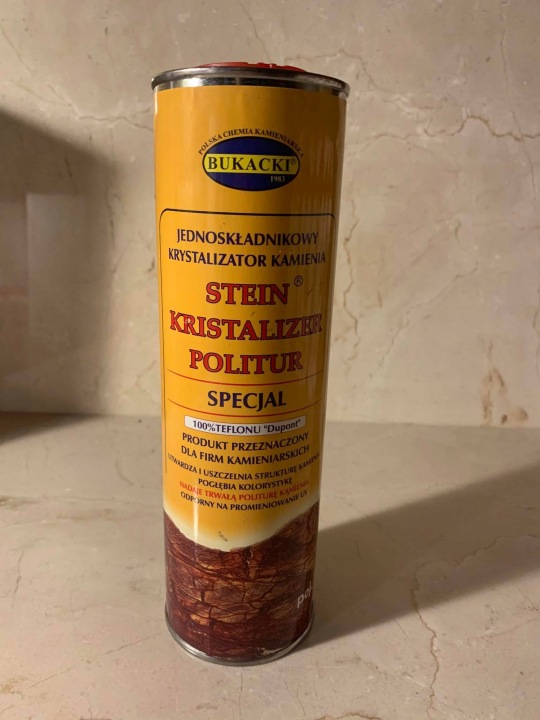 POLSKA CHEMIA KAMIENIARSKA
BUKACKI®
1983
JEDNOSKŁADNIKOWY
KRYSTALIZATOR KAMIENIA
STEIN®
KRISTALIZER
POLITUR
SPECJAL
100%TEFLONU "Dupont"
PRODUKT PRZEZNACZONY
DLA FIRM KAMIENIARSKICH
UTWARDZA I USZCZELNIA STRUKTURĘ KAMIENIA
POGŁĘBIA KOLORYSTYKĘ
NADAJE TRWAŁĄ POLITURĘ KAMIENIA
ODPORNY NA PROMIENIOWANIE UV